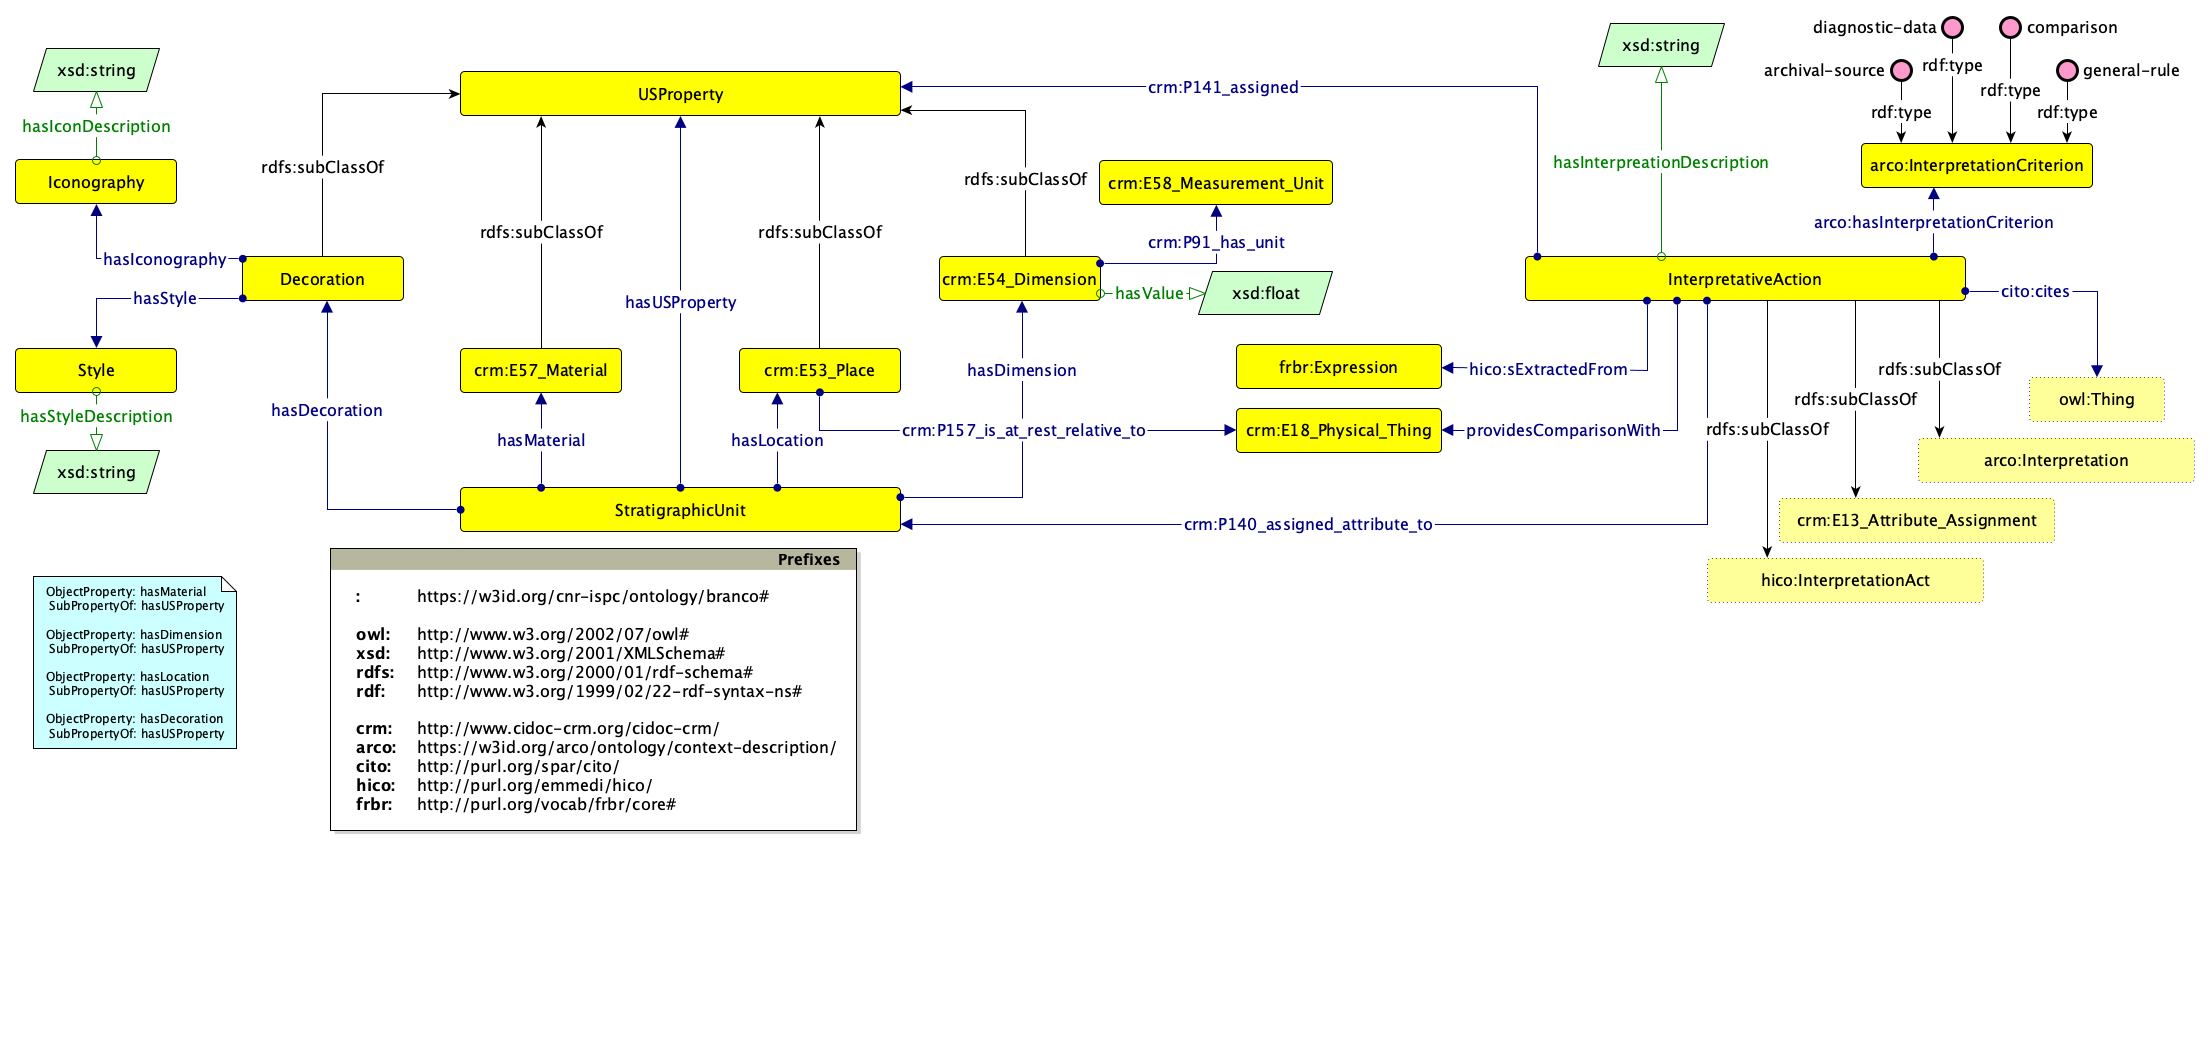 diagnostic-data
comparison
xsd:string
archival-source
general-rule
xsd:string
rdf:type
crm:P141_assigned
rdf:type
USProperty
rdf:type
rdf:type
hasIconDescription
hasInterpreationDescription
arco:InterpretationCriterion
rdfs:subClassOf
Iconography
rdfs:subClassOf
crm:E58_Measurement_Unit
arco:hasInterpretationCriterion
rdfs:subClassOf
rdfs:subClassOf
crm:P91_has_unit
hasIconography
Decoration
crm:E54_Dimension
hasValue
xsd:float
InterpretativeAction
cito:cites
hasStyle
hasUSProperty
Style
crm:E57_Material
crm:E53_Place
hasDimension
frbr:Expression
hico:sExtractedFrom
rdfs:subClassOf
owl:Thing
rdfs:subClassOf
hasStyleDescription
hasDecoration
hasMaterial
hasLocation
crm:P157_is_at_rest_relative_to
crm:E18_Physical_Thing
providesComparisonWith
rdfs:subClassOf
arco:Interpretation
xsd:string
StratigraphicUnit
crm:P140_assigned_attribute_to
crm:E13_Attribute_Assignment
hico:InterpretationAct
Prefixes
: https://w3id.org/cnr-ispc/ontology/branco#
owl: http://www.w3.org/2002/07/owl#
xsd: http://www.w3.org/2001/XMLSchema#
rdfs: http://www.w3.org/2000/01/rdf-schema#
rdf: http://www.w3.org/1999/02/22-rdf-syntax-ns#
crm: http://www.cidoc-crm.org/cidoc-crm/
arco: https://w3id.org/arco/ontology/context-description/
cito: http://purl.org/spar/cito/
hico: http://purl.org/emmedi/hico/
frbr: http://purl.org/vocab/frbr/core#
ObjectProperty: hasMaterial
SubPropertyOf: hasUSProperty
ObjectProperty: hasDimension
SubPropertyOf: hasUSProperty
ObjectProperty: hasLocation
SubPropertyOf: hasUSProperty
ObjectProperty: hasDecoration
SubPropertyOf: hasUSProperty